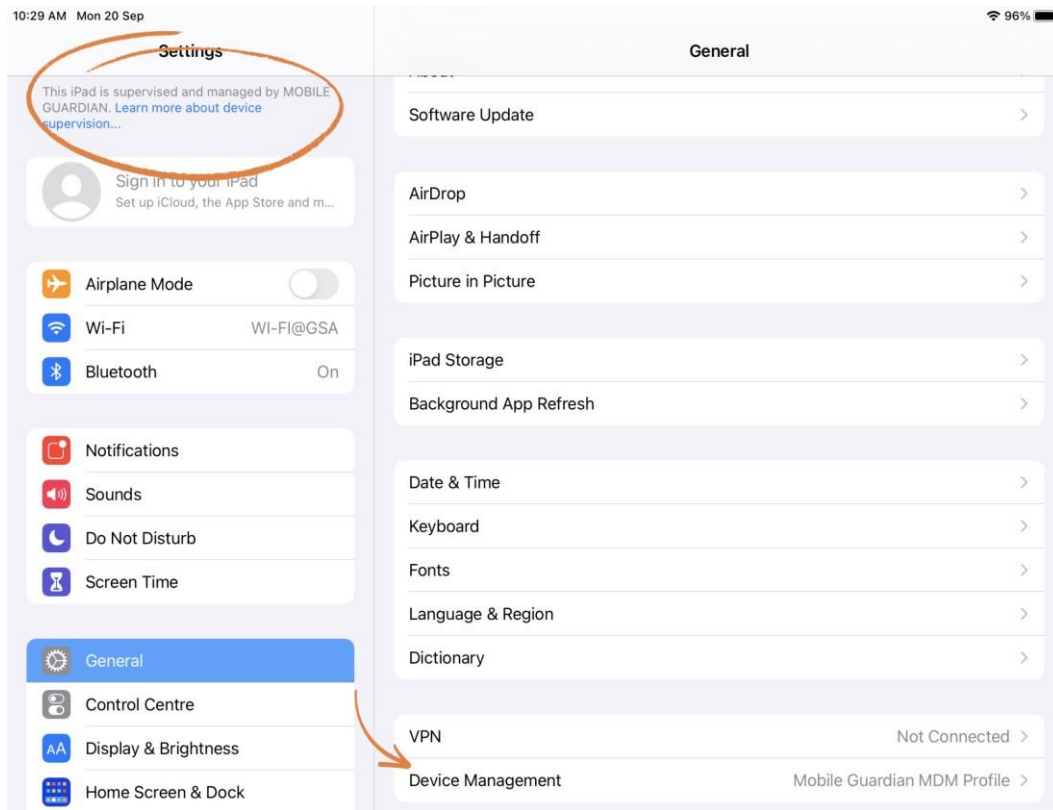 10:29 AM Mon 20 Sep
96%
Settings
This iPad is supervised and managed by MOBILE
GUARDIAN. Learn more about device
supervision...
Sign in to your iPad
Set up iCloud, the App Store and m...
Airplane Mode
Wi-Fi WI-FI@GSA
Bluetooth On
Notifications
Sounds
Do Not Disturb
Screen Time
General
Control Centre
AA Display & Brightness
Home Screen & Dock
General
Software Update
AirDrop
AirPlay & Handoff
Picture in Picture
iPad Storage
Background App Refresh
Date & Time
Keyboard
Fonts
Language & Region
Dictionary
VPN Not Connected
Device Management Mobile Guardian MDM Profile